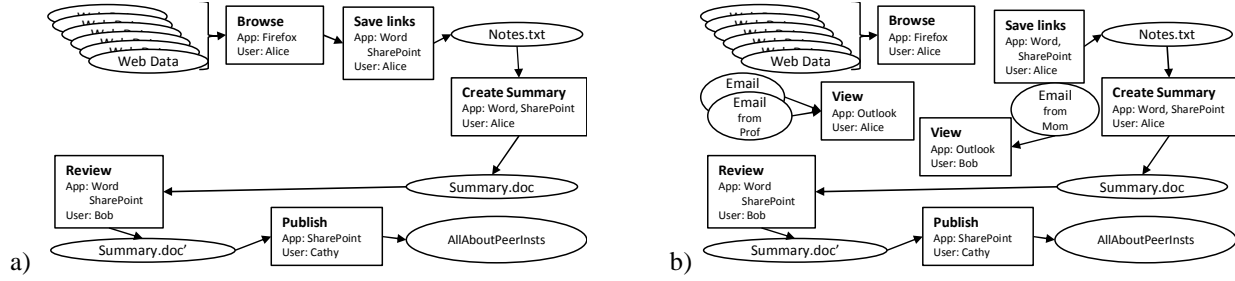 Web Data
Browse
App: Firefox
User: Alice
Save links
App: Word
SharePoint
User: Alice
Notes.txt
Create Summary
App: Word, SharePoint
User: Alice
Summary.doc
Review
App: Word
SharePoint
User: Bob
Summary.doc’
Publish
App: SharePoint
User: Cathy
AllAboutPeerInsts
a)
Web Data
Browse
App: Firefox
User: Alice
Save links
App: Word,
SharePoint
User: Alice
Notes.txt
Email
Email
from
Prof
View
App: Outlook
User: Alice
Email
from
Mom
View
App: Outlook
User: Bob
Create Summary
App: Word, SharePoint
User: Alice
Summary.doc
Review
App: Word
SharePoint
User: Bob
Summary.doc’
Publish
App: SharePoint
User: Cathy
AllAboutPeerInsts
b)